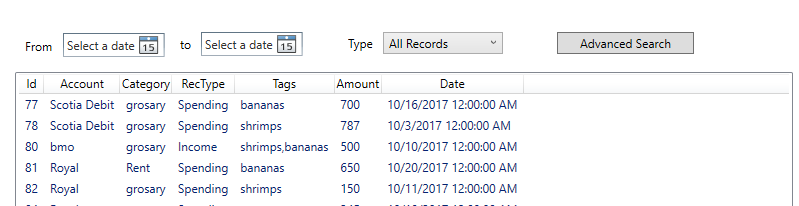 From Select a date 15 to Select a date 15 Type All Records Advanced Search
Id Account Category RecType Tags Amount Date
77 Scotia Debit grosary Spending bananas 700 10/16/2017 12:00:00 AM
78 Scotia Debit grosary Spending shrimps 787 10/3/2017 12:00:00 AM
80 bmo grosary Income shrimps,bananas 500 10/10/2017 12:00:00 AM
81 Royal Rent Spending bananas 650 10/20/2017 12:00:00 AM
82 Royal grosary Spending shrimps 150 10/11/2017 12:00:00 AM